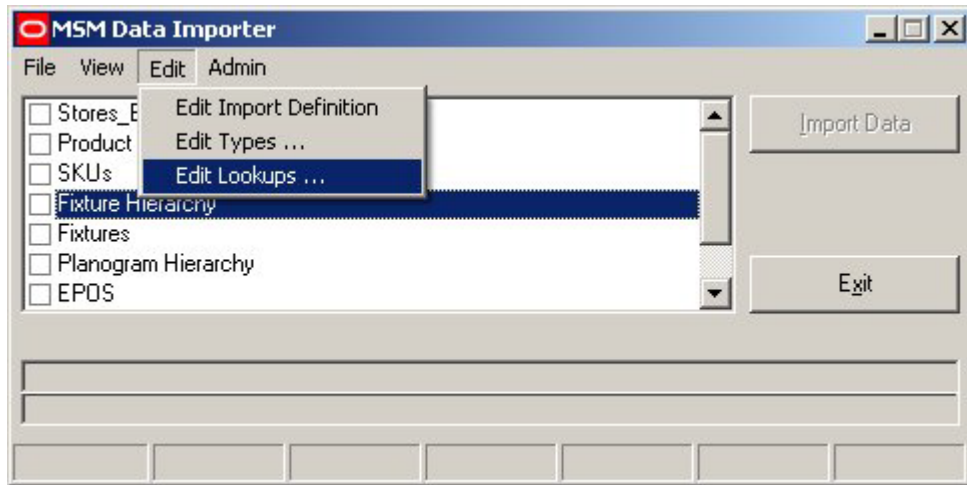 MSM Data Importer
File View Edit Admin
Edit Import Definition
Edit Types ...
Edit Lookups ...
Stores_E
Product
SKUs
Fixture Hierarchy
Fixtures
Planogram Hierarchy
EPOS
Import Data
Exit